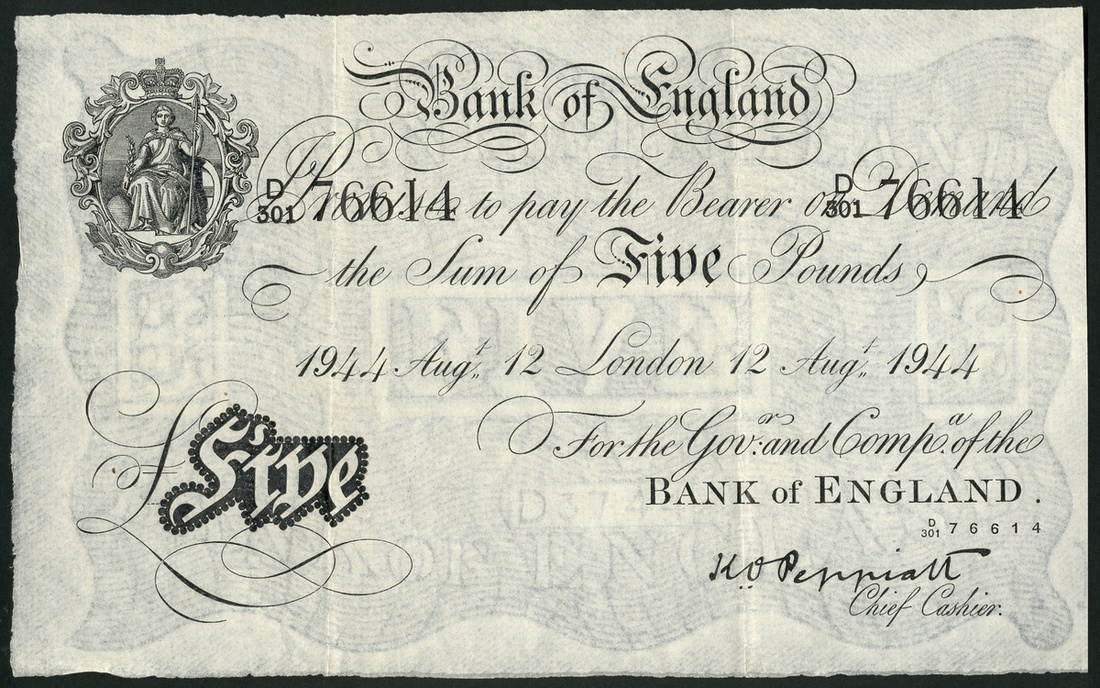 Bank of England
D/301 76614 D/301 76614
I Promise to pay the Bearer on Demand
the Sum of Five Pounds
1944 Augt. 12 London 12 Augt. 1944
£ Five
For the Govr. and Compa. of the
BANK of ENGLAND.
D/301 76614
K O Peppiatt
Chief Cashier.